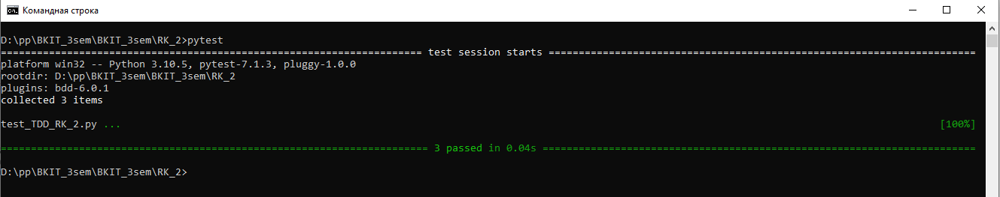 Командная строка
D:\pp\BKIT_3sem\BKIT_3sem\RK_2>pytest
======================================================================= test session starts =======================================================================
platform win32 -- Python 3.10.5, pytest-7.1.3, pluggy-1.0.0
rootdir: D:\pp\BKIT_3sem\BKIT_3sem\RK_2
plugins: bdd-6.0.1
collected 3 items
test_TDD_RK_2.py ... [100%]
======================================================================== 3 passed in 0.04s ========================================================================
D:\pp\BKIT_3sem\BKIT_3sem\RK_2>